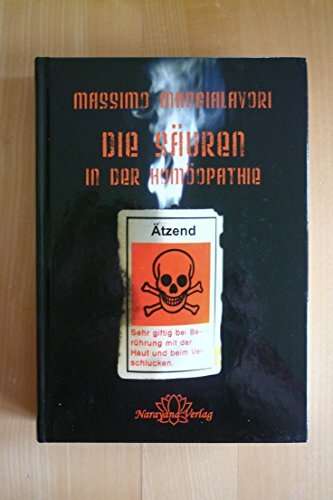 MASSIMO MANGIALAVORI
DIE SÄUREN
IN DER HOMÖOPATHIE
Ätzend
Sehr giftig bei Be-
rührung mit der
Haut und beim Ver-
schlucken.
Narayana Verlag